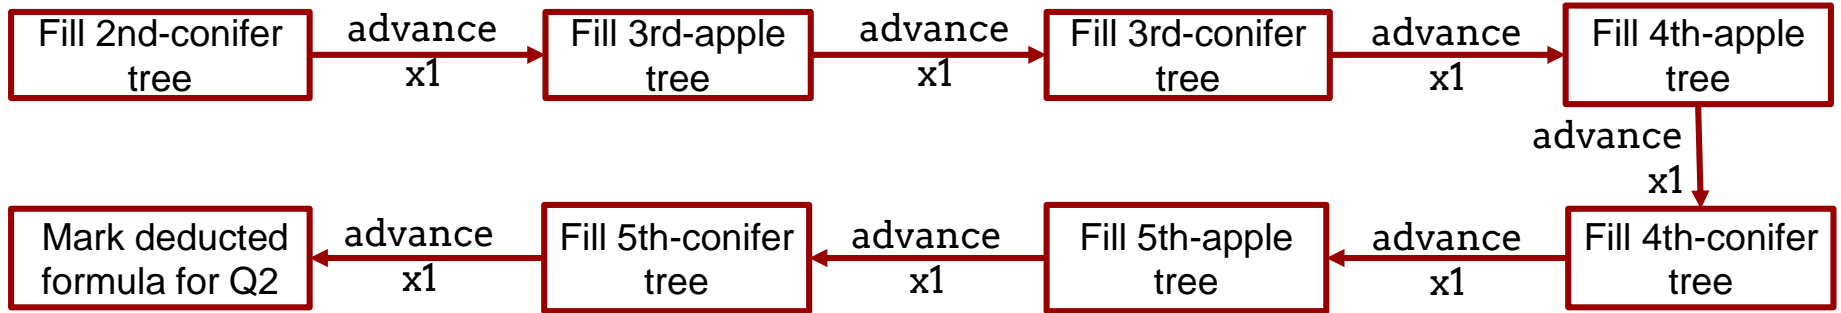 Fill 2nd-conifer
tree
advance
x1
Fill 3rd-apple
tree
advance
x1
Fill 3rd-conifer
tree
advance
x1
Fill 4th-apple
tree
advance
x1
Fill 4th-conifer
tree
advance
x1
Fill 5th-apple
tree
advance
x1
Fill 5th-conifer
tree
advance
x1
Mark deducted
formula for Q2